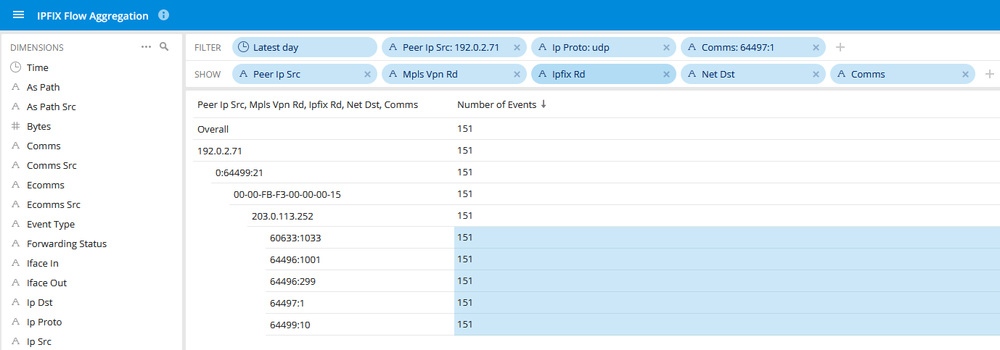 IPFIX Flow Aggregation
DIMENSIONS
Time
As Path
As Path Src
Bytes
Comms
Comms Src
Ecomms
Ecomms Src
Event Type
Forwarding Status
Iface In
Iface Out
Ip Dst
Ip Proto
Ip Src
FILTER Latest day Peer Ip Src: 192.0.2.71 Ip Proto: udp Comms: 64497:1
SHOW Peer Ip Src Mpls Vpn Rd Ipfix Rd Net Dst Comms
Peer Ip Src, Mpls Vpn Rd, Ipfix Rd, Net Dst, Comms Number of Events
Overall 151
192.0.2.71 151
0:64499:21 151
00-00-FB-F3-00-00-00-15 151
203.0.113.252 151
60633:1033 151
64496:1001 151
64496:299 151
64497:1 151
64499:10 151